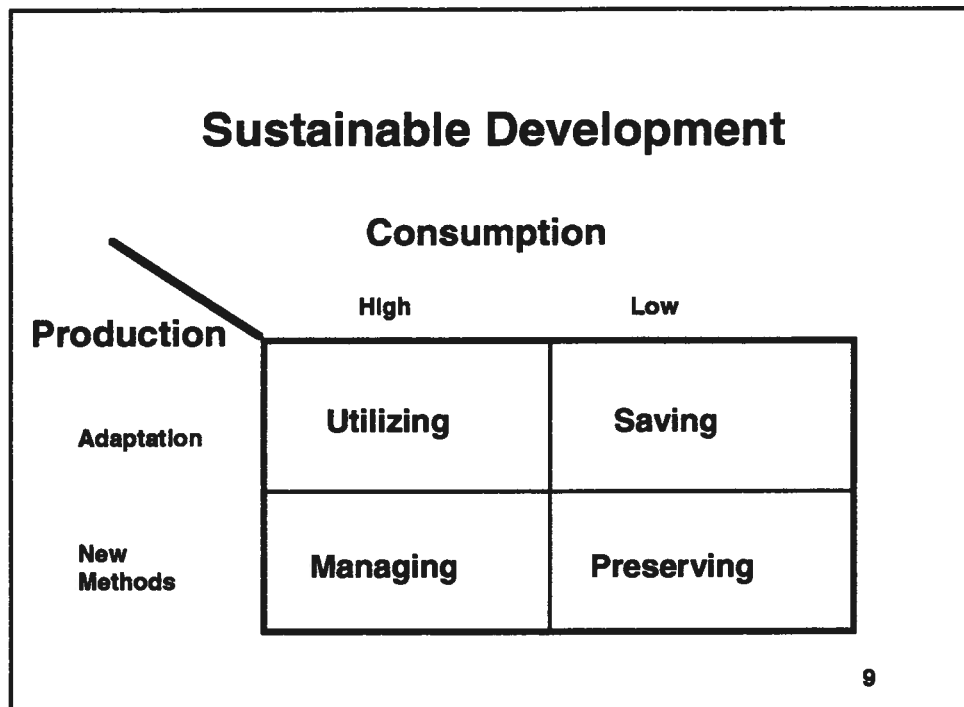 Sustainable Development
Consumption
High Low
Production
Utilizing Saving
Adaptation
New
Methods
Managing Preserving
9